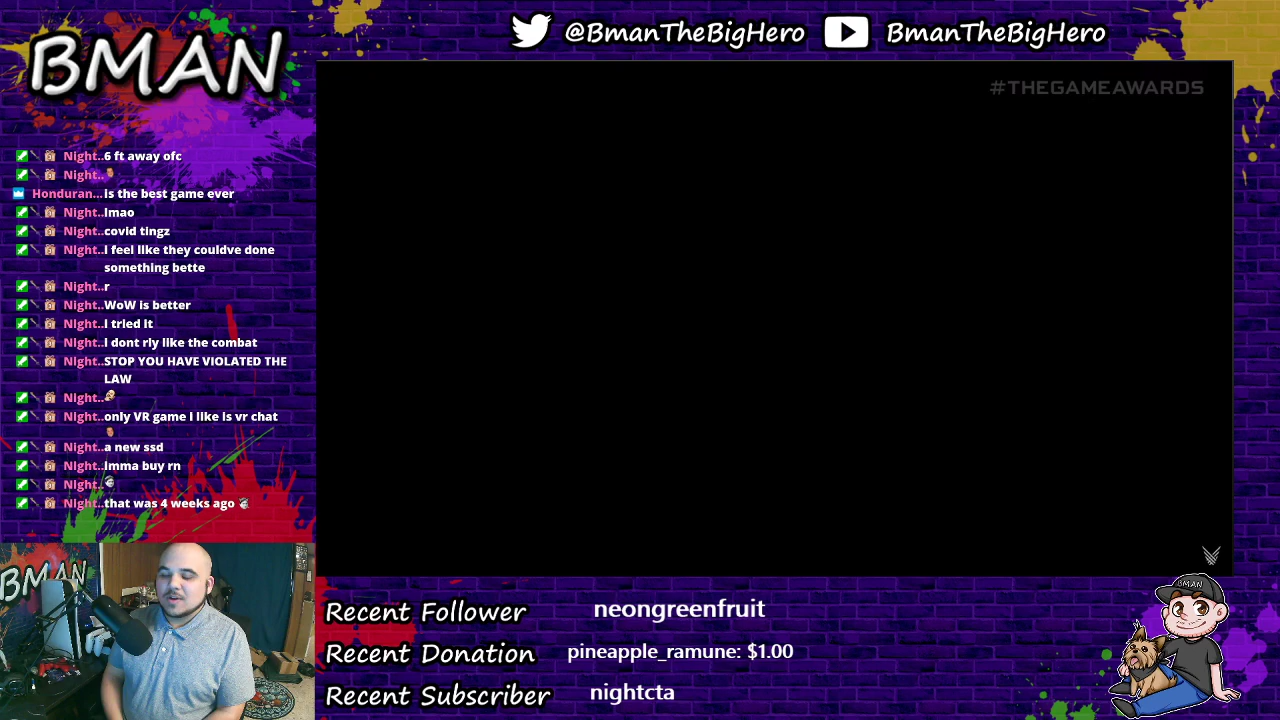 BMAN
@BmanTheBigHero
BmanTheBigHero
#THEGAMEAWARDS
Night..6 ft away ofc
Night..
Honduran...Is the best game ever
Night..lmao
Night..covid tingz
Night..I feel like they couldve done
something bette
Night..r
Night..WoW is better
Night..I tried it
Night..I dont rly like the combat
Night..STOP YOU HAVE VIOLATED THE
LAW
Night..
Night..only VR game I like is vr chat
Night..a new ssd
Night..Imma buy rn
Night..
Night..that was 4 weeks ago
BMAN
Recent Follower neongreenfruit
Recent Donation pineapple_ramune: $1.00
Recent Subscriber nightcta
BMAN